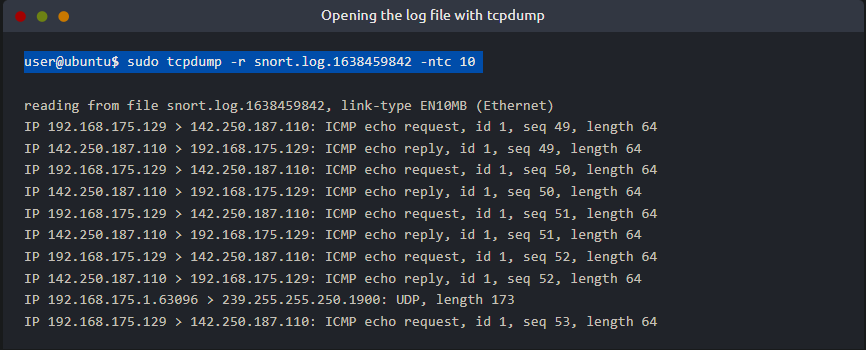 Opening the log file with tcpdump
user@ubuntu$ sudo tcpdump -r snort.log.1638459842 -ntc 10
reading from file snort.log.1638459842, link-type EN10MB (Ethernet)
IP 192.168.175.129 > 142.250.187.110: ICMP echo request, id 1, seq 49, length 64
IP 142.250.187.110 > 192.168.175.129: ICMP echo reply, id 1, seq 49, length 64
IP 192.168.175.129 > 142.250.187.110: ICMP echo request, id 1, seq 50, length 64
IP 142.250.187.110 > 192.168.175.129: ICMP echo reply, id 1, seq 50, length 64
IP 192.168.175.129 > 142.250.187.110: ICMP echo request, id 1, seq 51, length 64
IP 142.250.187.110 > 192.168.175.129: ICMP echo reply, id 1, seq 51, length 64
IP 192.168.175.129 > 142.250.187.110: ICMP echo request, id 1, seq 52, length 64
IP 142.250.187.110 > 192.168.175.129: ICMP echo reply, id 1, seq 52, length 64
IP 192.168.175.1.63096 > 239.255.255.250.1900: UDP, length 173
IP 192.168.175.129 > 142.250.187.110: ICMP echo request, id 1, seq 53, length 64